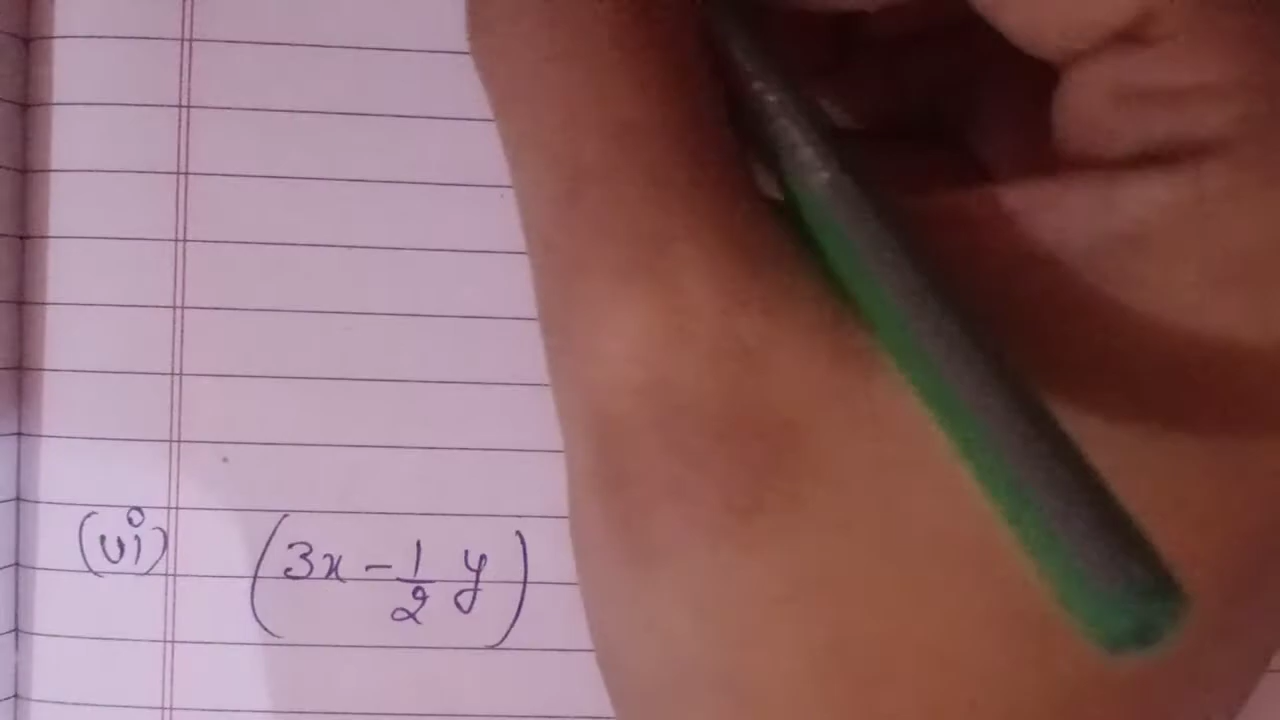 (vi) (3x - 1/2 y)